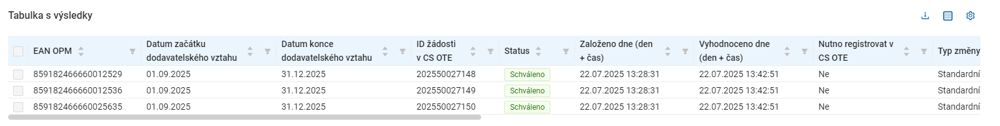 Tabulka s výsledky
EAN OPM
Datum začátku dodavatelského vztahu
Datum konce dodavatelského vztahu
ID žádosti v CS OTE
Status
Založeno dne (den + čas)
Vyhodnoceno dne (den + čas)
Nutno registrovat v CS OTE
Typ změny
859182466660012529 01.09.2025 31.12.2025 202550027148 Schváleno 22.07.2025 13:28:31 22.07.2025 13:42:51 Ne Standardní
859182466660012536 01.09.2025 31.12.2025 202550027149 Schváleno 22.07.2025 13:28:31 22.07.2025 13:42:51 Ne Standardní
859182466660025635 01.09.2025 31.12.2025 202550027150 Schváleno 22.07.2025 13:28:31 22.07.2025 13:42:51 Ne Standardní